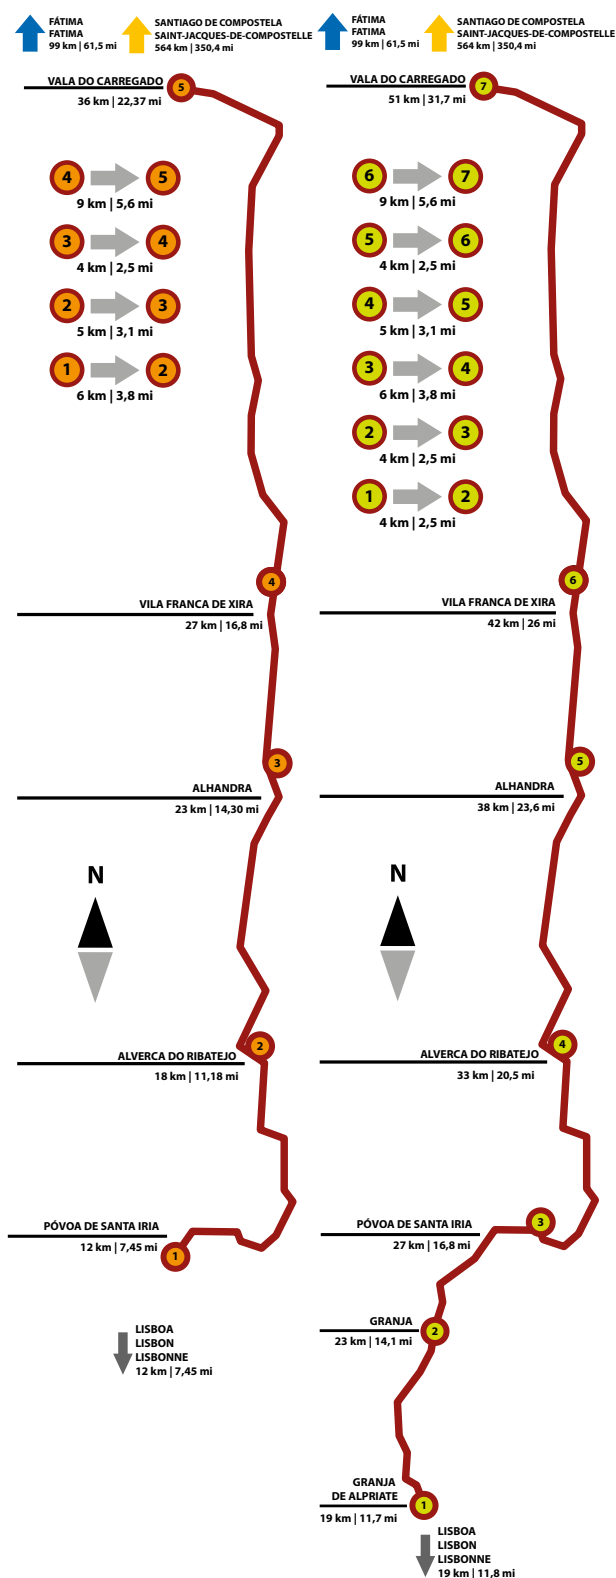 FÁTIMA
FATIMA
99 km | 61,5 mi
SANTIAGO DE COMPOSTELA
SAINT-JACQUES-DE-COMPOSTELLE
564 km | 350,4 mi
VALA DO CARREGADO
36 km | 22,37 mi
5
4 5
9 km | 5,6 mi
3 4
4 km | 2,5 mi
2 3
5 km | 3,1 mi
1 2
6 km | 3,8 mi
4
VILA FRANCA DE XIRA
27 km | 16,8 mi
3
ALHANDRA
23 km | 14,30 mi
N
2
ALVERCA DO RIBATEJO
18 km | 11,18 mi
PÓVOA DE SANTA IRIA
12 km | 7,45 mi
1
LISBOA
LISBON
LISBONNE
12 km | 7,45 mi
FÁTIMA
FATIMA
99 km | 61,5 mi
SANTIAGO DE COMPOSTELA
SAINT-JACQUES-DE-COMPOSTELLE
564 km | 350,4 mi
VALA DO CARREGADO
51 km | 31,7 mi
7
6 7
9 km | 5,6 mi
5 6
4 km | 2,5 mi
4 5
5 km | 3,1 mi
3 4
6 km | 3,8 mi
2 3
4 km | 2,5 mi
1 2
4 km | 2,5 mi
6
VILA FRANCA DE XIRA
42 km | 26 mi
5
ALHANDRA
38 km | 23,6 mi
N
4
ALVERCA DO RIBATEJO
33 km | 20,5 mi
3
PÓVOA DE SANTA IRIA
27 km | 16,8 mi
GRANJA
23 km | 14,1 mi
2
GRANJA
DE ALPRIATE
19 km | 11,7 mi
1
LISBOA
LISBON
LISBONNE
19 km | 11,8 mi